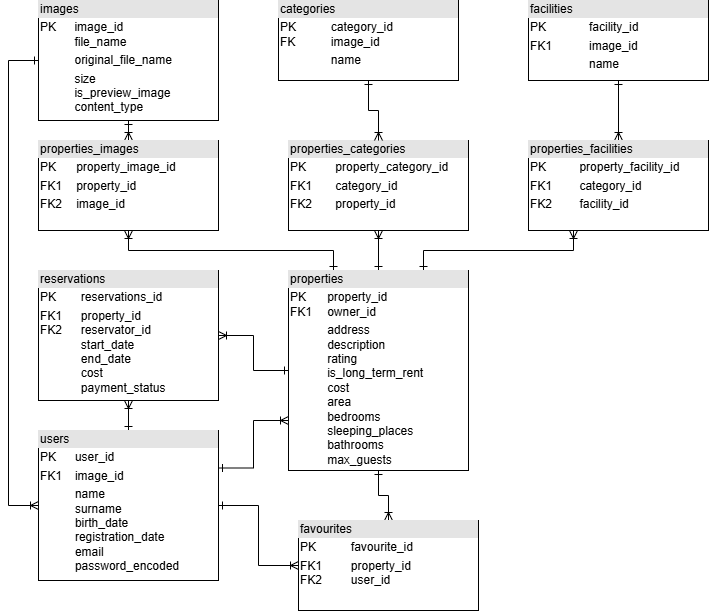 images
PK image_id
file_name
original_file_name
size
is_preview_image
content_type
categories
PK category_id
FK image_id
name
facilities
PK facility_id
FK1 image_id
name
properties_images
PK property_image_id
FK1 property_id
FK2 image_id
properties_categories
PK property_category_id
FK1 category_id
FK2 property_id
properties_facilities
PK property_facility_id
FK1 category_id
FK2 facility_id
reservations
PK reservations_id
FK1 property_id
FK2 reservator_id
start_date
end_date
cost
payment_status
properties
PK property_id
FK1 owner_id
address
description
rating
is_long_term_rent
cost
area
bedrooms
sleeping_places
bathrooms
max_guests
users
PK user_id
FK1 image_id
name
surname
birth_date
registration_date
email
password_encoded
favourites
PK favourite_id
FK1 property_id
FK2 user_id